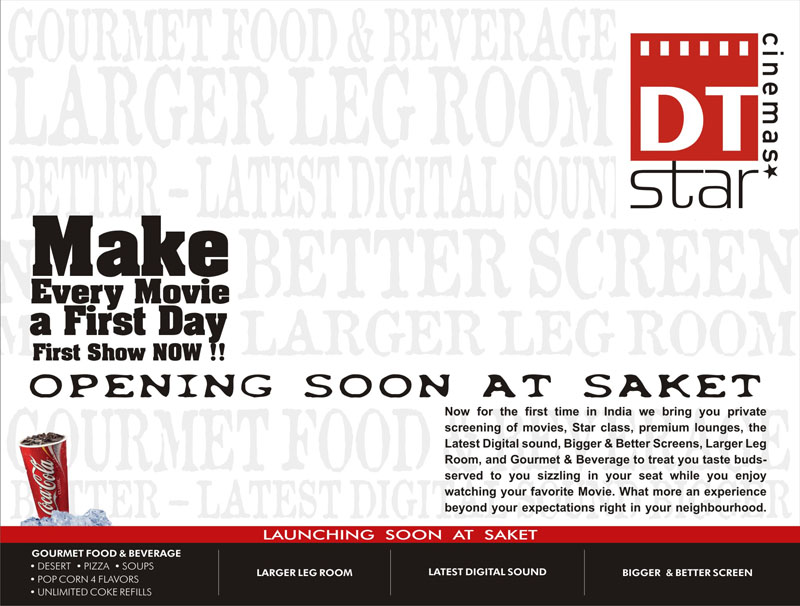 GOURMET FOOD & BEVERAGE
LARGER LEG ROOM
BETTER – LATEST DIGITAL SOUN
BETTER SCREEN
LARGER LEG ROOM
cinemas
DT
star
Make
Every Movie
a First Day
First Show NOW !!
OPENING SOON AT SAKET
GOURMET FOOD
BETTER – LATEST DIGITAL
Now for the first time in India we bring you private
screening of movies, Star class, premium lounges, the
Latest Digital sound, Bigger & Better Screens, Larger Leg
Room, and Gourmet & Beverage to treat you taste buds-
served to you sizzling in your seat while you enjoy
watching your favorite Movie. What more an experience
beyond your expectations right in your neighbourhood.
Coca-Cola
LAUNCHING SOON AT SAKET
GOURMET FOOD & BEVERAGE
• DESERT • PIZZA • SOUPS
• POP CORN 4 FLAVORS
• UNLIMITED COKE REFILLS
LARGER LEG ROOM
LATEST DIGITAL SOUND
BIGGER & BETTER SCREEN